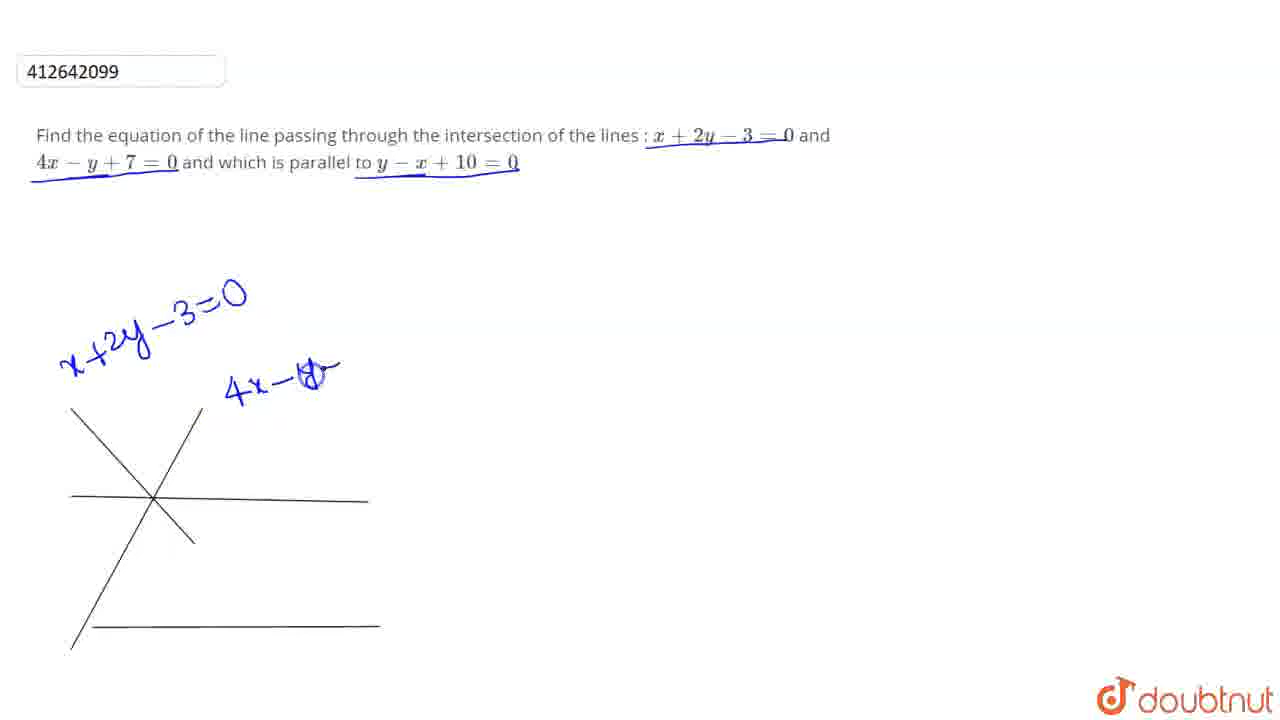 412642099
Find the equation of the line passing through the intersection of the lines : x + 2y − 3 = 0 and
4x − y + 7 = 0 and which is parallel to y − x + 10 = 0
x+2y−3=0
4x−y
doubtnut